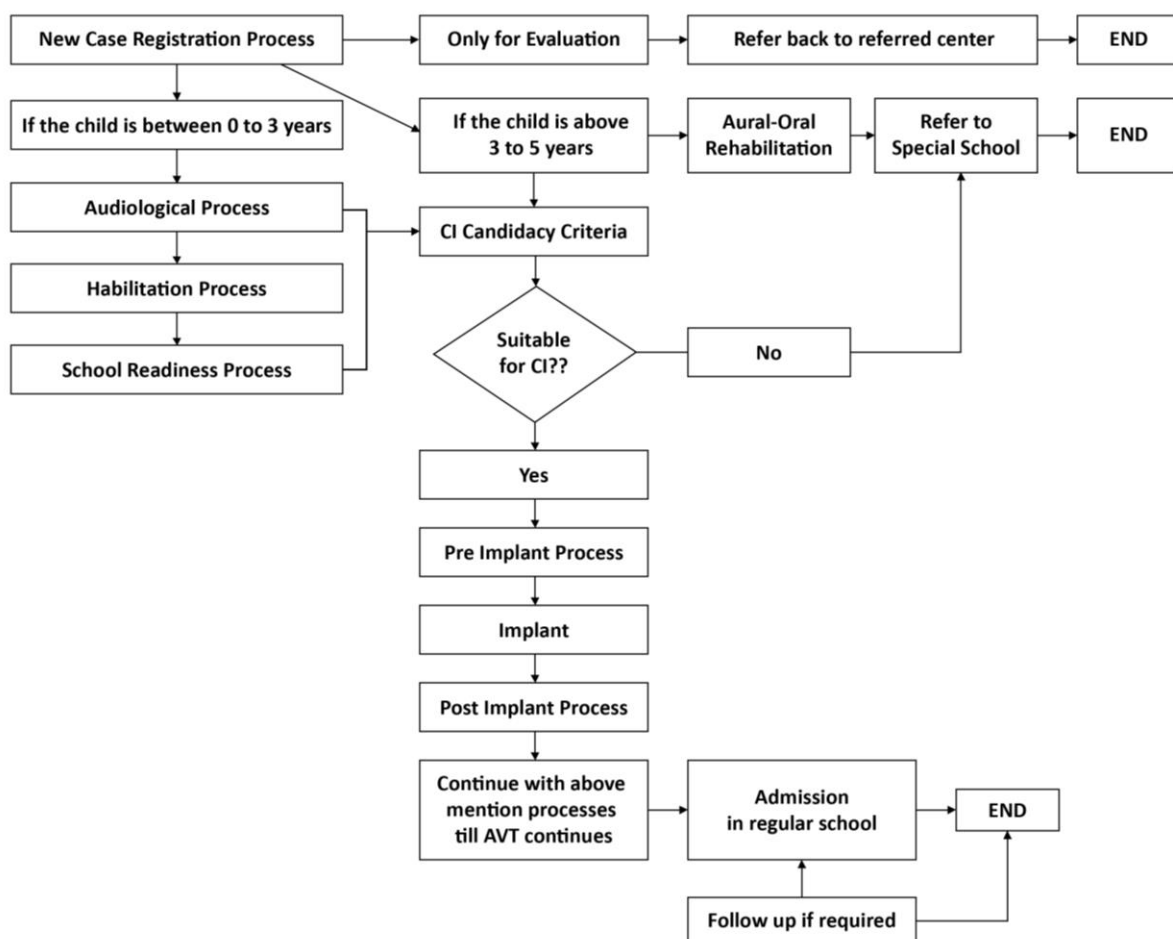 New Case Registration Process
Only for Evaluation
Refer back to referred center
END
If the child is between 0 to 3 years
If the child is above
3 to 5 years
Aural-Oral
Rehabilitation
Refer to
Special School
END
Audiological Process
CI Candidacy Criteria
Habilitation Process
School Readiness Process
Suitable
for CI??
No
Yes
Pre Implant Process
Implant
Post Implant Process
Continue with above
mention processes
till AVT continues
Admission
in regular school
END
Follow up if required